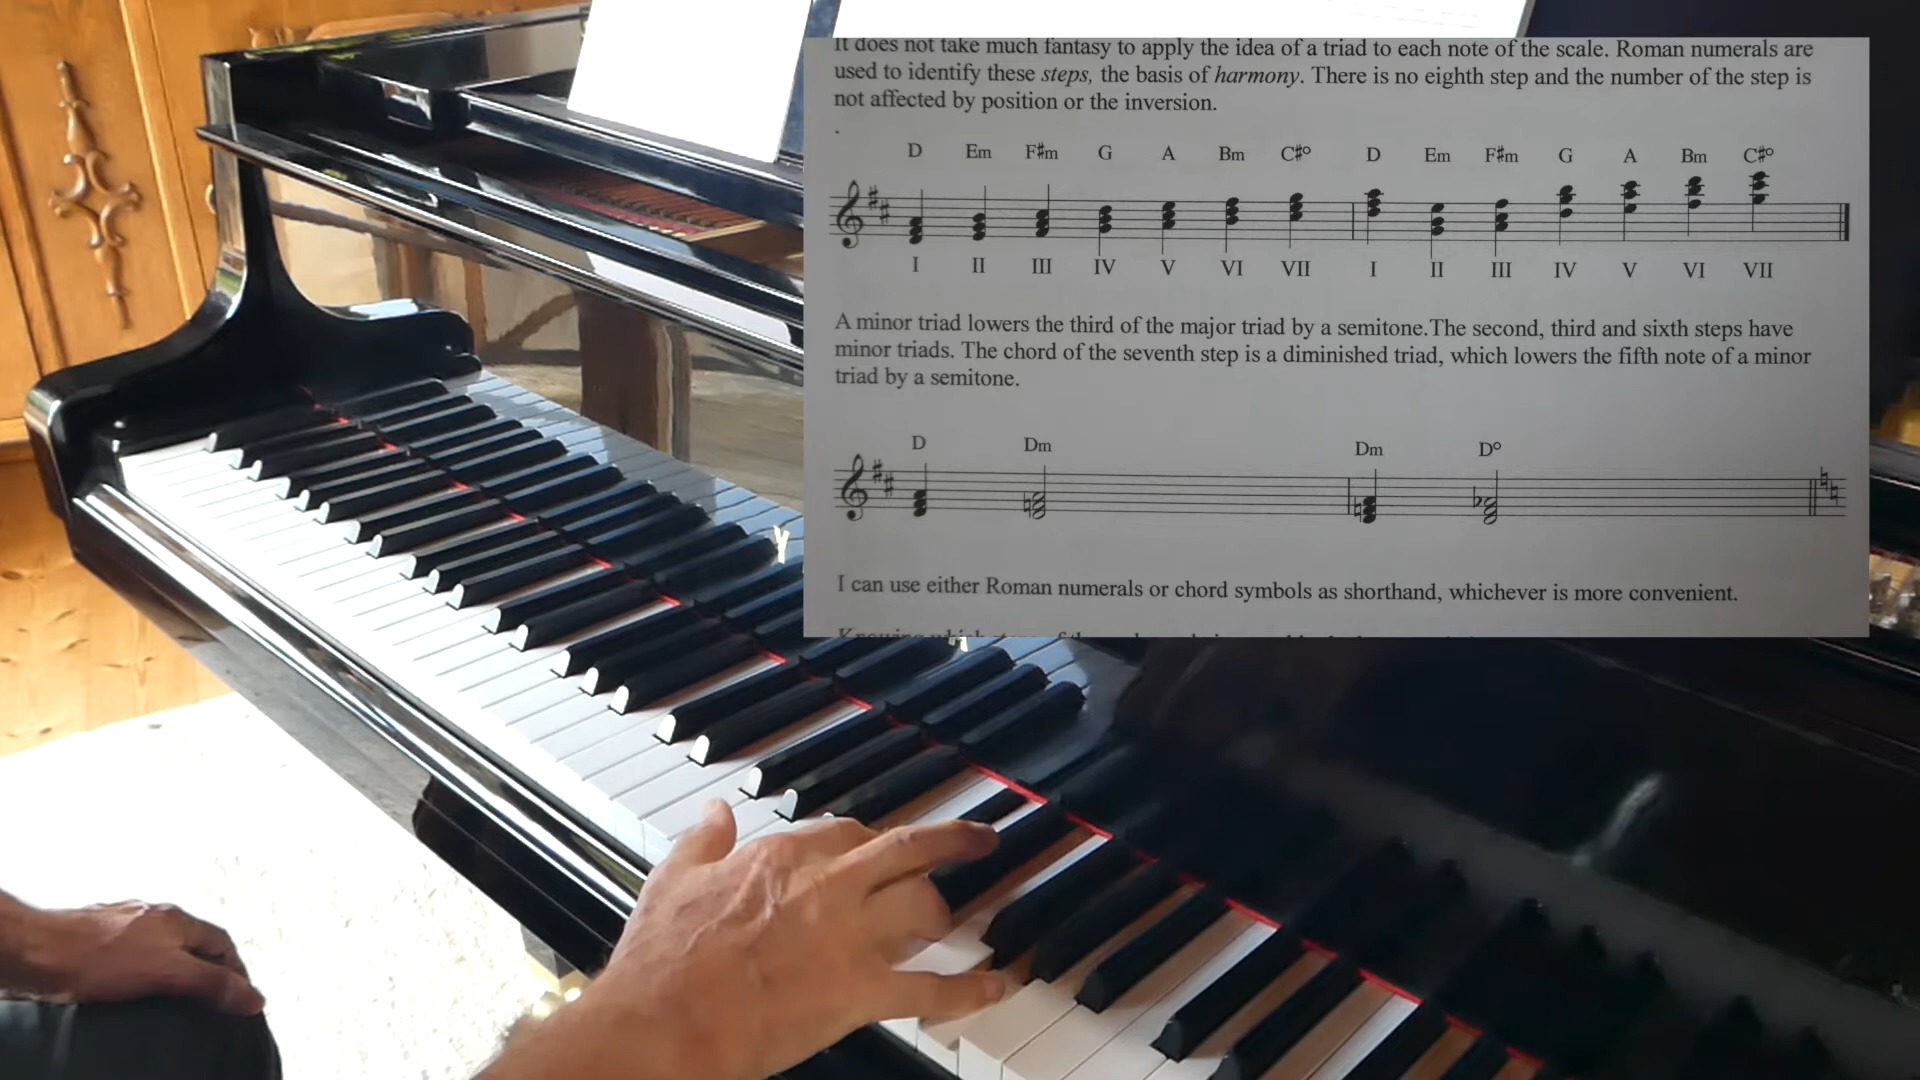 It does not take much fantasy to apply the idea of a triad to each note of the scale. Roman numerals are
used to identify these steps, the basis of harmony. There is no eighth step and the number of the step is
not affected by position or the inversion.
D Em F#m G A Bm C#o D Em F#m G A Bm C#o
I II III IV V VI VII I II III IV V VI VII
A minor triad lowers the third of the major triad by a semitone.The second, third and sixth steps have
minor triads. The chord of the seventh step is a diminished triad, which lowers the fifth note of a minor
triad by a semitone.
D Dm Dm Do
I can use either Roman numerals or chord symbols as shorthand, whichever is more convenient.
Knowing which